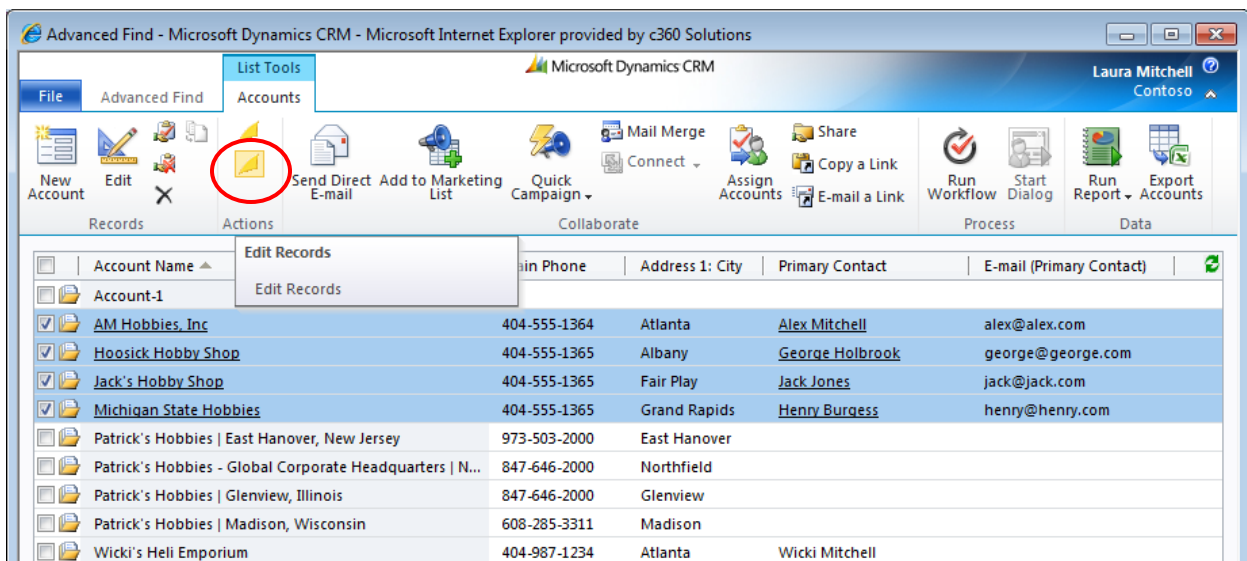 Advanced Find - Microsoft Dynamics CRM - Microsoft Internet Explorer provided by c360 Solutions
List Tools
Microsoft Dynamics CRM
Laura Mitchell
Contoso
File Advanced Find Accounts
New Account
Edit
Records
Actions
Send Direct E-mail
Add to Marketing List
Quick Campaign
Mail Merge
Connect
Assign Accounts
Share
Copy a Link
E-mail a Link
Collaborate
Run Workflow
Start Dialog
Process
Run Report
Export Accounts
Data
Edit Records
Edit Records
Account Name ain Phone Address 1: City Primary Contact E-mail (Primary Contact)
Account-1
AM Hobbies, Inc 404-555-1364 Atlanta Alex Mitchell alex@alex.com
Hoosick Hobby Shop 404-555-1365 Albany George Holbrook george@george.com
Jack's Hobby Shop 404-555-1365 Fair Play Jack Jones jack@jack.com
Michigan State Hobbies 404-555-1365 Grand Rapids Henry Burgess henry@henry.com
Patrick's Hobbies | East Hanover, New Jersey 973-503-2000 East Hanover
Patrick's Hobbies - Global Corporate Headquarters | N... 847-646-2000 Northfield
Patrick's Hobbies | Glenview, Illinois 847-646-2000 Glenview
Patrick's Hobbies | Madison, Wisconsin 608-285-3311 Madison
Wicki's Heli Emporium 404-987-1234 Atlanta Wicki Mitchell